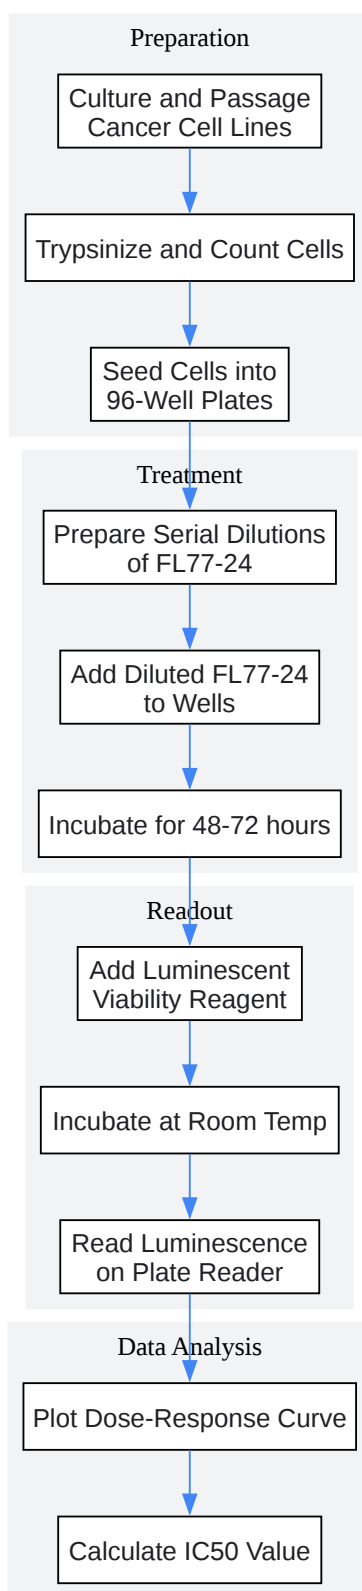 Preparation
Culture and Passage
Cancer Cell Lines
Trypsinize and Count Cells
Seed Cells into
96-Well Plates
Treatment
Prepare Serial Dilutions
of FL77-24
Add Diluted FL77-24
to Wells
Incubate for 48-72 hours
Readout
Add Luminescent
Viability Reagent
Incubate at Room Temp
Read Luminescence
on Plate Reader
Data Analysis
Plot Dose-Response Curve
Calculate IC50 Value